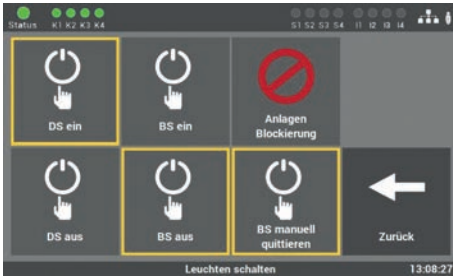 Status K1 K2 K3 K4 S1 S2 S3 S4 I1 I2 I3 I4
DS ein
BS ein
Anlagen
Blockierung
DS aus
BS aus
BS manuell
quittieren
Zurück
Leuchten schalten 13:08:27